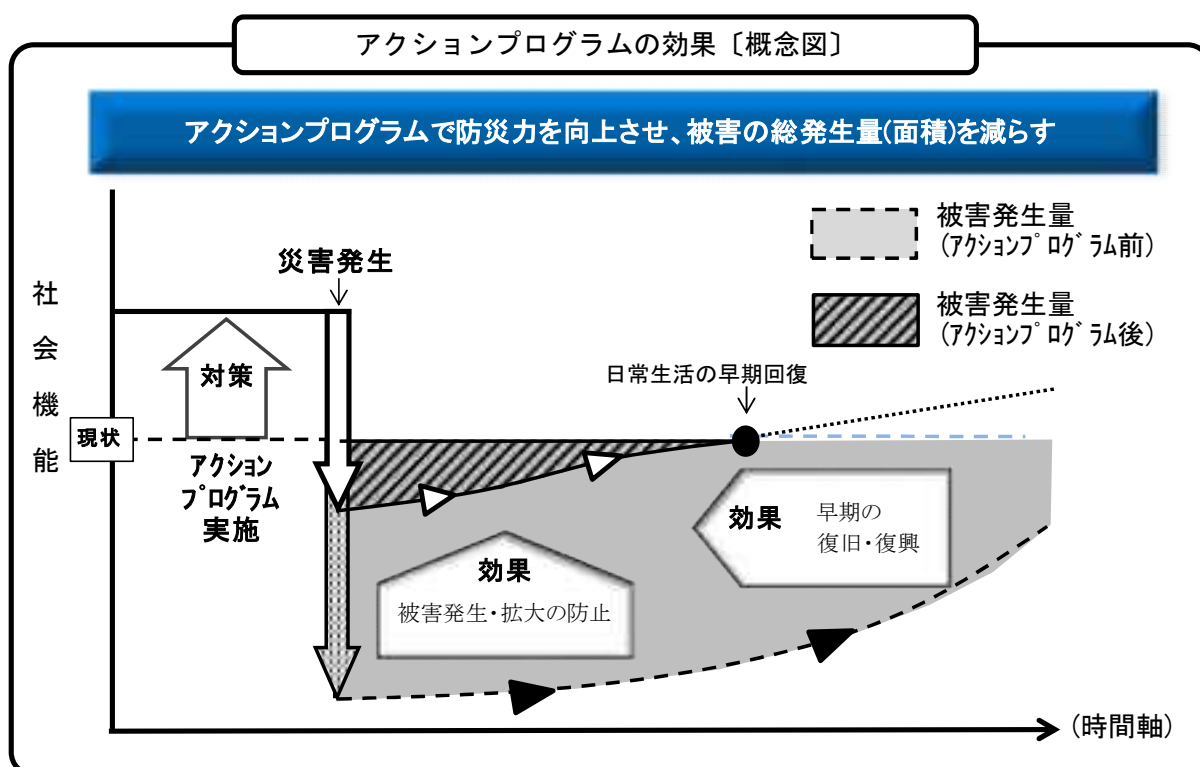 アクションプログラムの効果〔概念図〕
アクションプログラムで防災力を向上させ、被害の総発生量(面積)を減らす
被害発生量
(ｱｸｼｮﾝﾌﾟﾛｸﾞﾗﾑ前)
被害発生量
(ｱｸｼｮﾝﾌﾟﾛｸﾞﾗﾑ後)
災害発生
社会機能
対策
日常生活の早期回復
現状
アクション
プログラム
実施
効果
早期の
復旧・復興
効果
被害発生・拡大の防止
(時間軸)